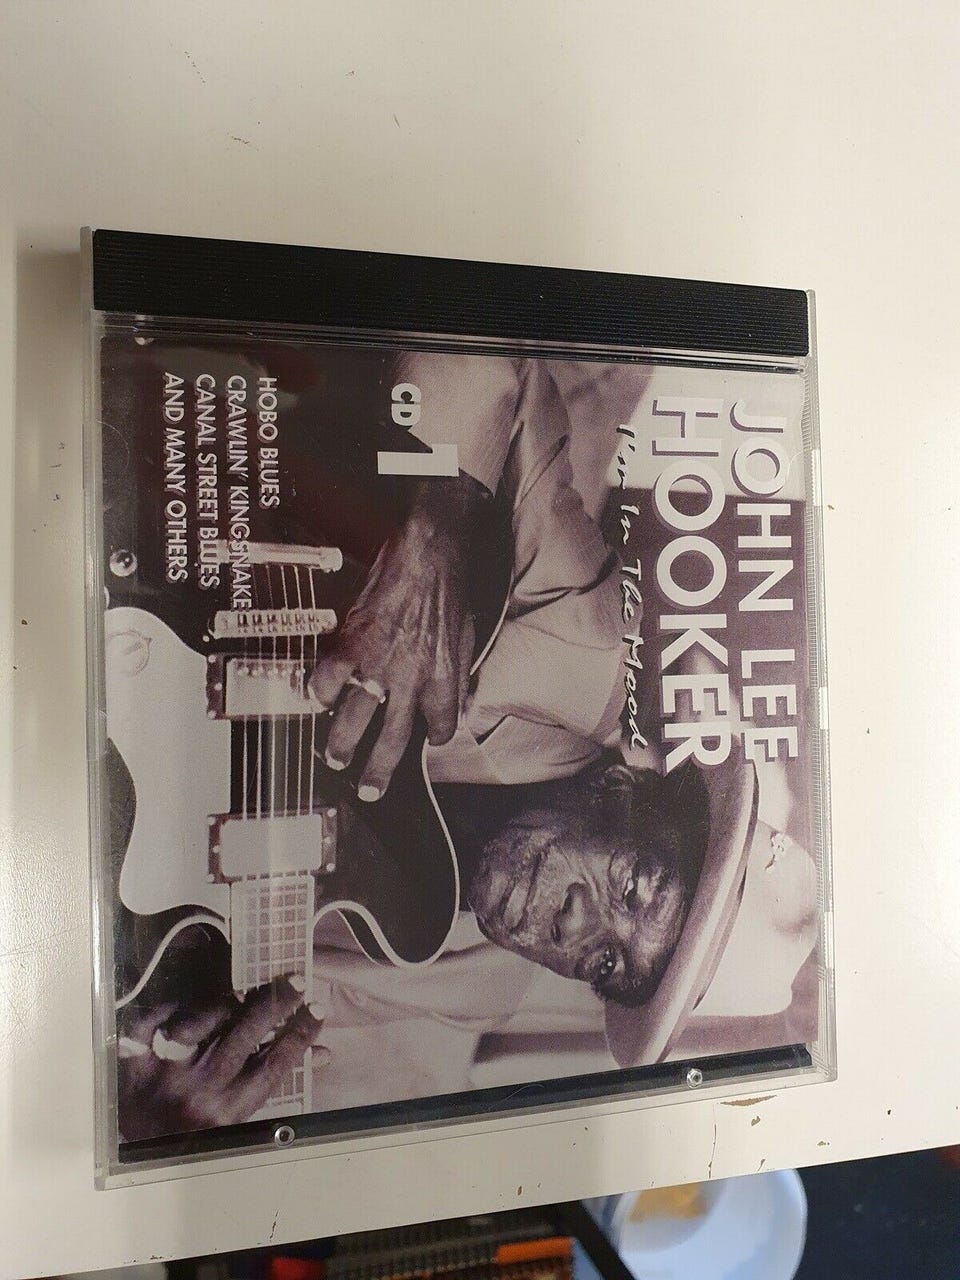 JOHN LEE
HOOKER
I'm In The Mood
CD 1
HOBO BLUES
CRAWLIN' KINGSNAKE
CANAL STREET BLUES
AND MANY OTHERS